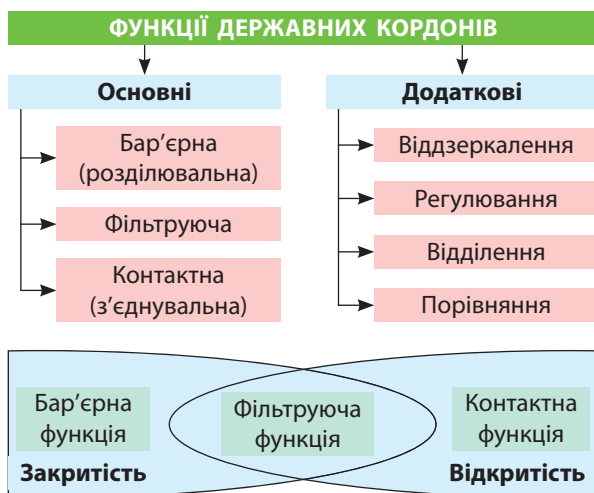 ФУНКЦІЇ ДЕРЖАВНИХ КОРДОНІВ
Основні
Бар’єрна
(розділювальна)
Фільтруюча
Контактна
(з’єднувальна)
Додаткові
Віддзеркалення
Регулювання
Відділення
Порівняння
Бар’єрна
функція
Закритість
Фільтруюча
функція
Контактна
функція
Відкритість